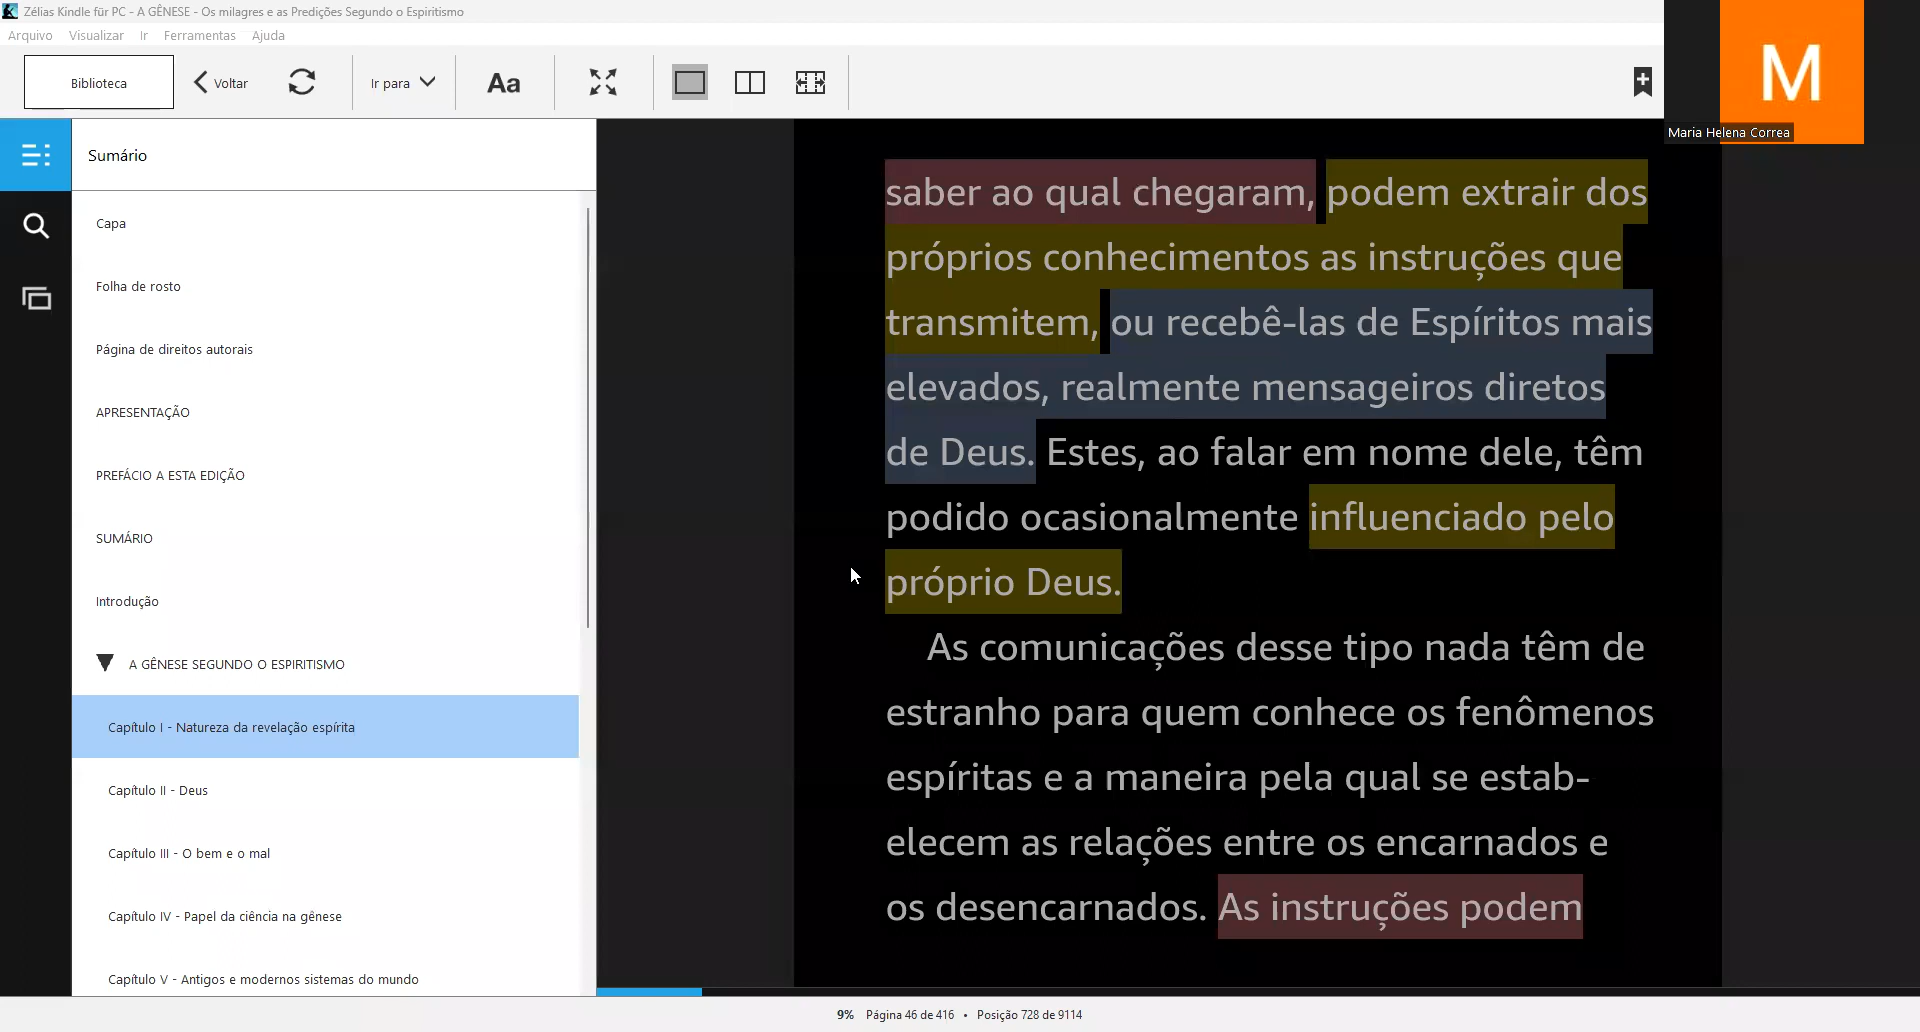 Zélias Kindle für PC - A GÊNESE - Os milagres e as Predições Segundo o Espiritismo
Arquivo Visualizar Ir Ferramentas Ajuda
Biblioteca Voltar Ir para Aa
M
Maria Helena Correa
Sumário
Capa
Folha de rosto
Página de direitos autorais
APRESENTAÇÃO
PREFÁCIO A ESTA EDIÇÃO
SUMÁRIO
Introdução
A GÊNESE SEGUNDO O ESPIRITISMO
Capítulo I - Natureza da revelação espírita
Capítulo II - Deus
Capítulo III - O bem e o mal
Capítulo IV - Papel da ciência na gênese
Capítulo V - Antigos e modernos sistemas do mundo
saber ao qual chegaram, podem extrair dos
próprios conhecimentos as instruções que
transmitem, ou recebê-las de Espíritos mais
elevados, realmente mensageiros diretos
de Deus. Estes, ao falar em nome dele, têm
podido ocasionalmente influenciado pelo
próprio Deus.
As comunicações desse tipo nada têm de
estranho para quem conhece os fenômenos
espíritas e a maneira pela qual se estab-
elecem as relações entre os encarnados e
os desencarnados. As instruções podem
9% Página 46 de 416 • Posição 728 de 9114